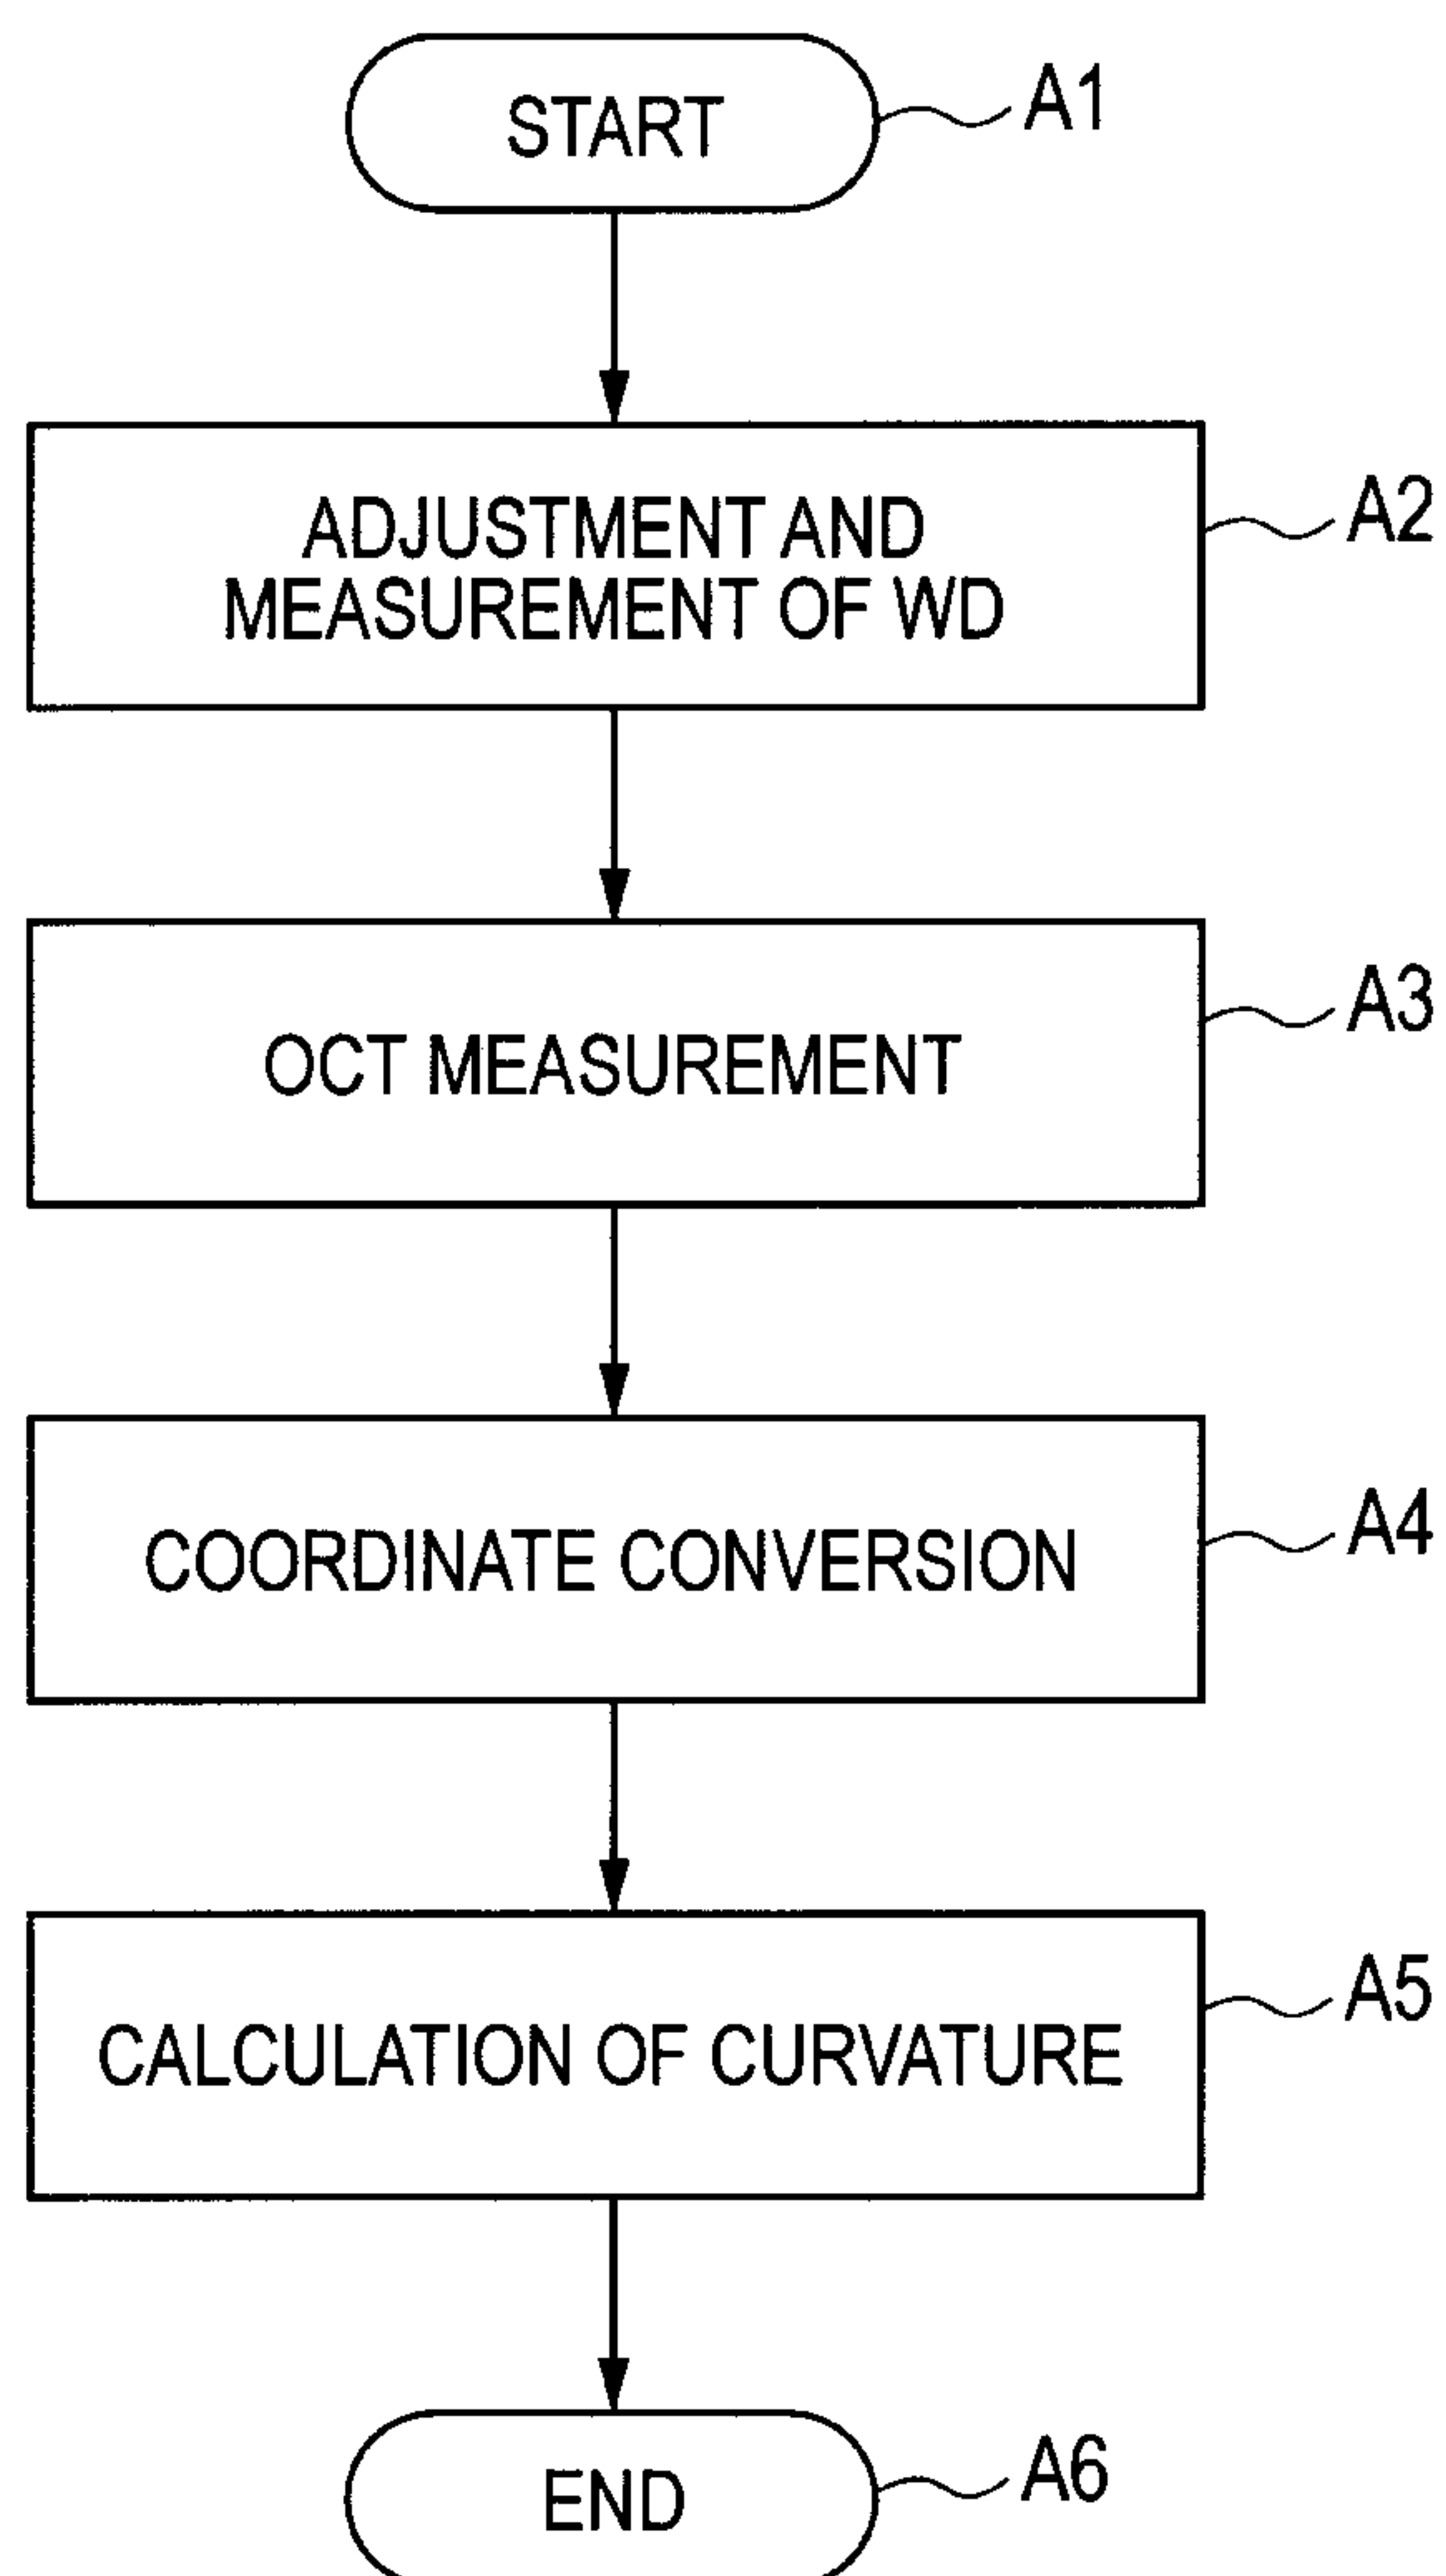 START
A1
ADJUSTMENT AND
MEASUREMENT OF WD
A2
OCT MEASUREMENT
A3
COORDINATE CONVERSION
A4
CALCULATION OF CURVATURE
A5
END
A6